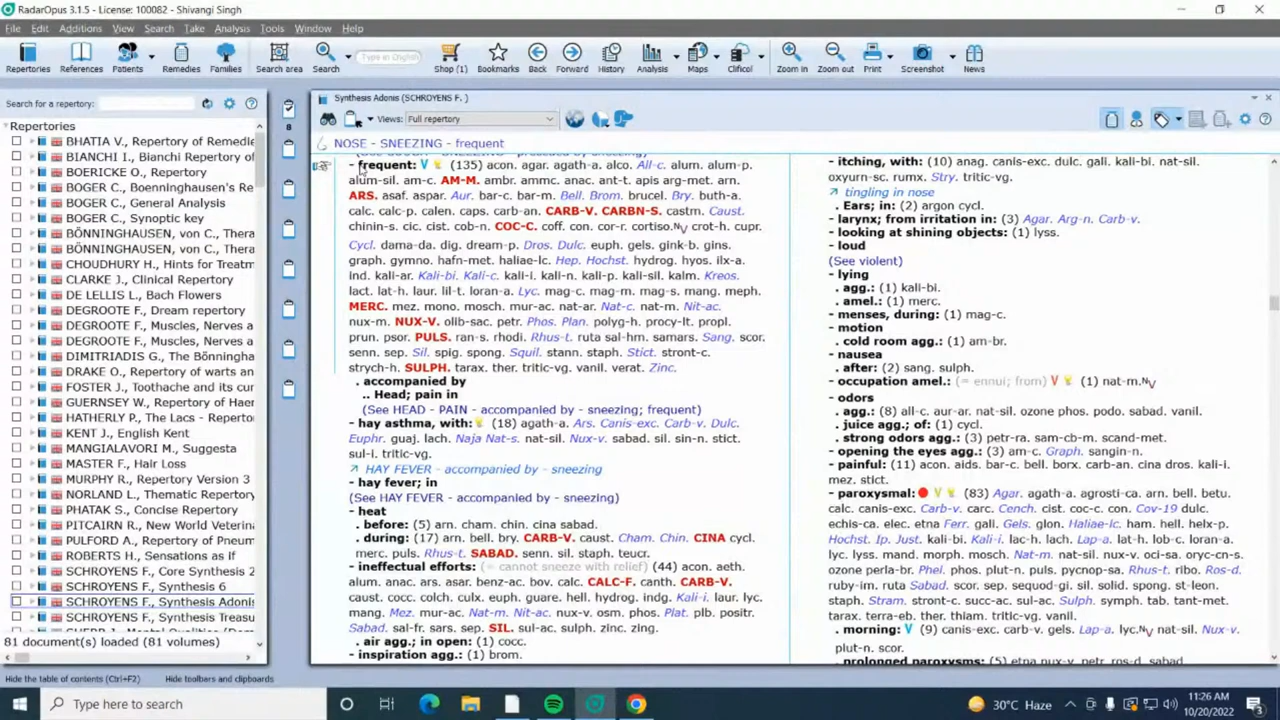 RadarOpus 3.1.5 - License: 100082 - Shivangi Singh
File Edit Additions View Search Take Analysis Tools Window Help
Type in English
Repertories References Patients Remedies Families Search area Search Shop (1) Bookmarks Back Forward History Analysis Maps Clificol Zoom in Zoom out Print Screenshot News
Search for a repertory:
Repertories
BHATIA V., Repertory of Remedie
BIANCHI I., Bianchi Repertory of
BOERICKE O., Repertory
BOGER C., Boenninghausen's Re
BOGER C., General Analysis
BOGER C., Synoptic key
BÖNNINGHAUSEN, von C., Thera
BÖNNINGHAUSEN, von C., Thera
CHOUDHURY H., Hints for Treatm
CLARKE J., Clinical Repertory
DE LELLIS L., Bach Flowers
DEGROOTE F., Dream repertory
DEGROOTE F., Muscles, Nerves a
DEGROOTE F., Muscles, Nerves a
DIMITRIADIS G., The Bönningha
DRAKE O., Repertory of warts an
FOSTER J., Toothache and its cu
GUERNSEY W., Repertory of Hae
HATHERLY P., The Lacs - Reperto
KENT J., English Kent
MANGIALAVORI M., Suggesta
MASTER F., Hair Loss
MURPHY R., Repertory Version 3
NORLAND L., Thematic Repertory
PHATAK S., Concise Repertory
PITCAIRN R., New World Veterina
PULFORD A., Repertory of Pneum
ROBERTS H., Sensations as if
SCHROYENS F., Core Synthesis 2
SCHROYENS F., Synthesis 6
SCHROYENS F., Synthesis Adonis
SCHROYENS F., Synthesis Treasu
81 document(s) loaded (81 volumes)
8
Synthesis Adonis (SCHROYENS F. )
Views: Full repertory
NOSE - SNEEZING - frequent
- frequent: V (135) acon. agar. agath-a. alco. All-c. alum. alum-p.
alum-sil. am-c. AM-M. ambr. ammc. anac. ant-t. apis arg-met. arn.
ARS. asaf. aspar. Aur. bar-c. bar-m. Bell. Brom. brucel. Bry. buth-a.
calc. calc-p. calen. caps. carb-an. CARB-V. CARBN-S. castm. Caust.
chinin-s. cic. cist. cob-n. COC-C. coff. con. cor-r. cortiso.NV crot-h. cupr.
Cycl. dama-da. dig. dream-p. Dros. Dulc. euph. gels. gink-b. gins.
graph. gymno. hafn-met. haliae-lc. Hep. Hochst. hydrog. hyos. ilx-a.
ind. kali-ar. Kali-bi. Kali-c. kali-i. kali-n. kali-p. kali-sil. kalm. Kreos.
lact. lat-h. laur. lil-t. loran-a. Lyc. mag-c. mag-m. mag-s. mang. meph.
MERC. mez. mono. mosch. mur-ac. nat-ar. Nat-c. nat-m. Nit-ac.
nux-m. NUX-V. olib-sac. petr. Phos. Plan. polyg-h. procy-lt. propl.
prun. psor. PULS. ran-s. rhodi. Rhus-t. ruta sal-hm. samars. Sang. scor.
senn. sep. Sil. spig. spong. Squil. stann. staph. Stict. stront-c.
strych-h. SULPH. tarax. ther. tritic-vg. vanil. verat. Zinc.
. accompanied by
.. Head; pain in
(See HEAD - PAIN - accompanied by - sneezing; frequent)
- hay asthma, with: (18) agath-a. Ars. Canis-exc. Carb-v. Dulc.
Euphr. guaj. lach. Naja Nat-s. nat-sil. Nux-v. sabad. sil. sin-n. stict.
sul-i. tritic-vg.
HAY FEVER - accompanied by - sneezing
- hay fever; in
(See HAY FEVER - accompanied by - sneezing)
- heat
. before: (5) arn. cham. chin. cina sabad.
. during: (17) arn. bell. bry. CARB-V. caust. Cham. Chin. CINA cycl.
merc. puls. Rhus-t. SABAD. senn. sil. staph. teucr.
- ineffectual efforts: (= cannot sneeze with relief) (44) acon. aeth.
alum. anac. ars. asar. benz-ac. bov. calc. CALC-F. canth. CARB-V.
caust. cocc. colch. culx. euph. guare. hell. hydrog. indg. Kali-i. laur. lyc.
mang. Mez. mur-ac. Nat-m. Nit-ac. nux-v. osm. phos. Plat. plb. positr.
Sabad. sal-fr. sars. sep. SIL. sul-ac. sulph. zinc. zing.
. air agg.; in open: (1) cocc.
- inspiration agg.: (1) brom.
- itching, with: (10) anag. canis-exc. carb-v. cycl. gali. kali-bi. nat-sil.
oxyurn-sc. rumx. Stry. tritic-vg.
tingling in nose
. Ears; in: (2) argon cycl.
- larynx; from irritation in: (3) Agar. Arg-n. Carb-v.
- looking at shining objects: (1) lyss.
- loud
(See violent)
- lying
. agg.: (1) kali-bi.
. amel.: (1) merc.
- menses, during: (1) mag-c.
- motion
. cold room agg.: (1) am-br.
- nausea
. after: (2) sang. sulph.
- occupation amel.: (= ennui; from) V (1) nat-m.NV
- odors
. agg.: (8) all-c. aur-ar. nat-sil. ozone phos. podo. sabad. vanil.
. juice agg.; of: (1) cycl.
. strong odors agg.: (3) petr-ra. sam-cb-m. scand-met.
- opening the eyes agg.: (3) am-c. Graph. sangin-n.
- painful: (11) acon. aids. bar-c. bell. borx. carb-an. cina dros. kali-i.
mez. stict.
- paroxysmal: V (83) Agar. agath-a. agrosti-ca. arn. bell. betu.
calc. canis-exc. Carb-v. carc. Cench. cist. coc-c. con. Cov-19 dulc.
echis-ca. elec. etna Ferr. gali. Gels. glon. Haliae-lc. ham. hell. helx-p.
Hochst. Ip. Just. kali-bi. Kali-i. lac-h. lach. Lap-a. lat-h. lob-c. loran-a.
lyc. lyss. mand. morph. mosch. Nat-m. nat-sil. nux-v. oci-sa. oryc-cn-s.
ozone perla-br. Phel. phos. plut-n. puls. pycnop-sa. Rhus-t. ribo. Ros-d.
ruby-im. ruta Sabad. scor. sep. sequod-gi. sil. solid. spong. st-leon.
staph. Stram. stront-c. succ-ac. sul-ac. Sulph. symph. tab. tant-met.
tarax. terra-eb. ther. thiam. tritic-vg. vanil.
. morning: V (9) canis-exc. carb-v. gels. Lap-a. lyc.NV nat-sil. Nux-v.
plut-n. scor.
. prolonged paroxysms: (5) etna nux-v. petr. ros-d. sabad.
Hide the table of contents (Ctrl+F2) Hide toolbars and clipboards
Type here to search
30°C Haze
11:26 AM
10/20/2022
3